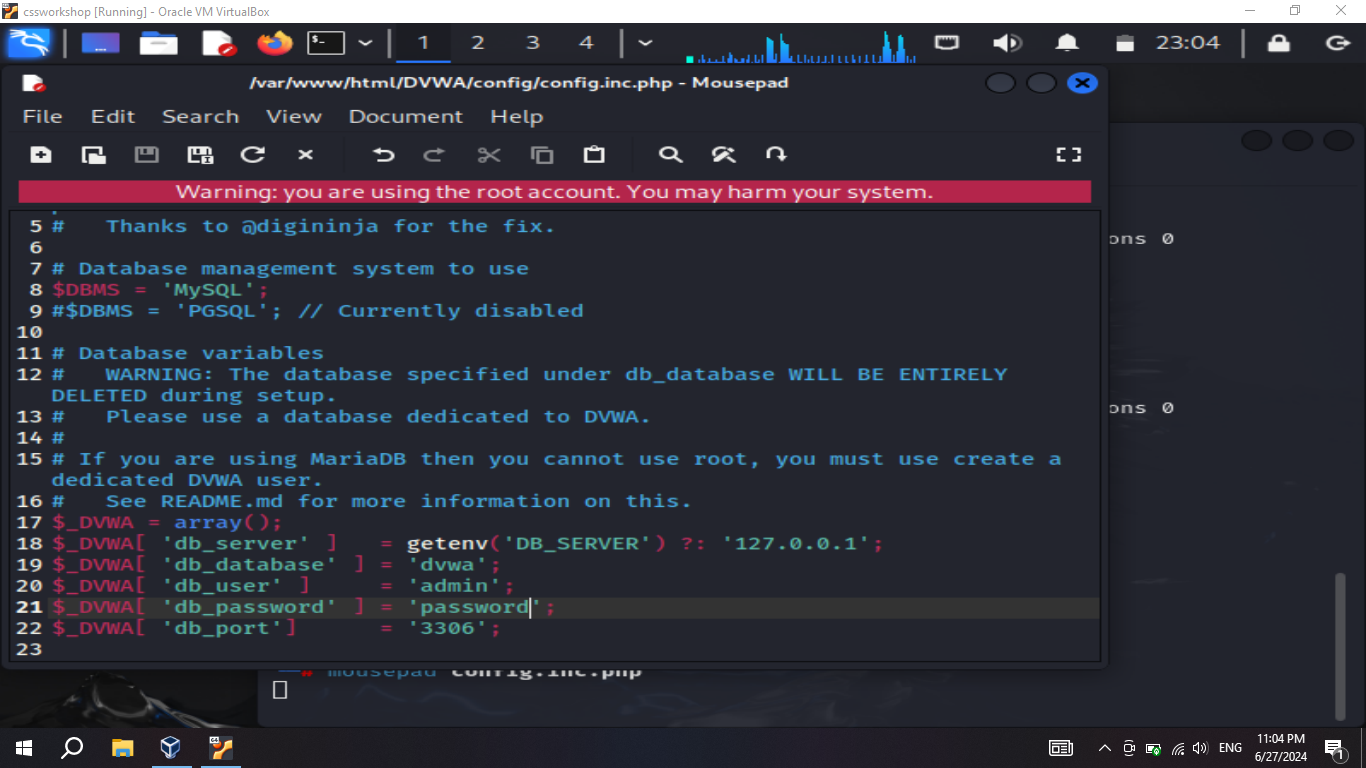 cssworkshop [Running] - Oracle VM VirtualBox
1 2 3 4 23:04
/var/www/html/DVWA/config/config.inc.php - Mousepad
File Edit Search View Document Help
Warning: you are using the root account. You may harm your system.
5 #   Thanks to @digininja for the fix.
6
7 # Database management system to use
8 $DBMS = 'MySQL';
9 #$DBMS = 'PGSQL'; // Currently disabled
10
11 # Database variables
12 #   WARNING: The database specified under db_database WILL BE ENTIRELY
DELETED during setup.
13 #   Please use a database dedicated to DVWA.
14 #
15 # If you are using MariaDB then you cannot use root, you must use create a
dedicated DVWA user.
16 #   See README.md for more information on this.
17 $_DVWA = array();
18 $_DVWA[ 'db_server' ]   = getenv('DB_SERVER') ?: '127.0.0.1';
19 $_DVWA[ 'db_database' ] = 'dvwa';
20 $_DVWA[ 'db_user' ]     = 'admin';
21 $_DVWA[ 'db_password' ] = 'password';
22 $_DVWA[ 'db_port']      = '3306';
23
ons 0
ons 0
# mousepad config.inc.php
ENG
11:04 PM
6/27/2024
1